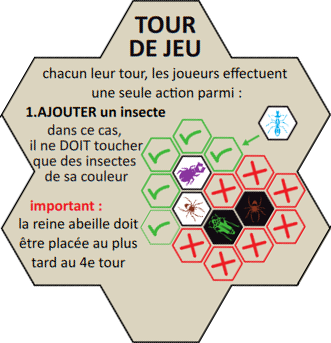 TOUR
DE JEU
chacun leur tour, les joueurs effectuent
une seule action parmi :
1.AJOUTER un insecte
dans ce cas,
il ne DOIT toucher
que des insectes
de sa couleur
important :
la reine abeille doit
être placée au plus
tard au 4e tour